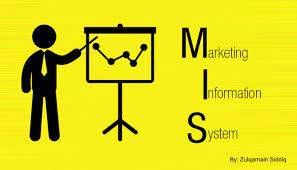 Marketing
Information
System
By: Zulqarnain Siddiq